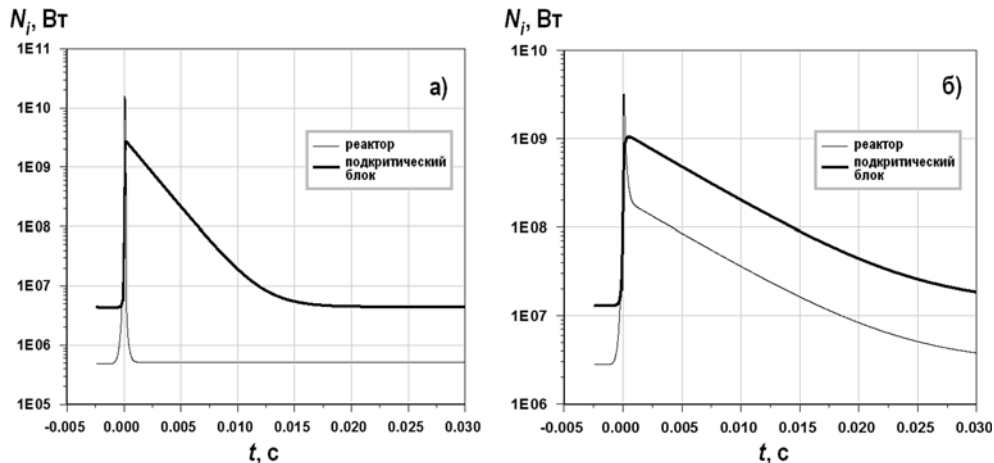 Nᵢ, Вт
1E11
1E10
1E09
1E08
1E07
1E06
1E05
-0.005 0.000 0.005 0.010 0.015 0.020 0.025 0.030
t, с
а)
реактор
подкритический
блок
Nᵢ, Вт
1E10
1E09
1E08
1E07
1E06
-0.005 0.000 0.005 0.010 0.015 0.020 0.025 0.030
t, с
б)
реактор
подкритический
блок